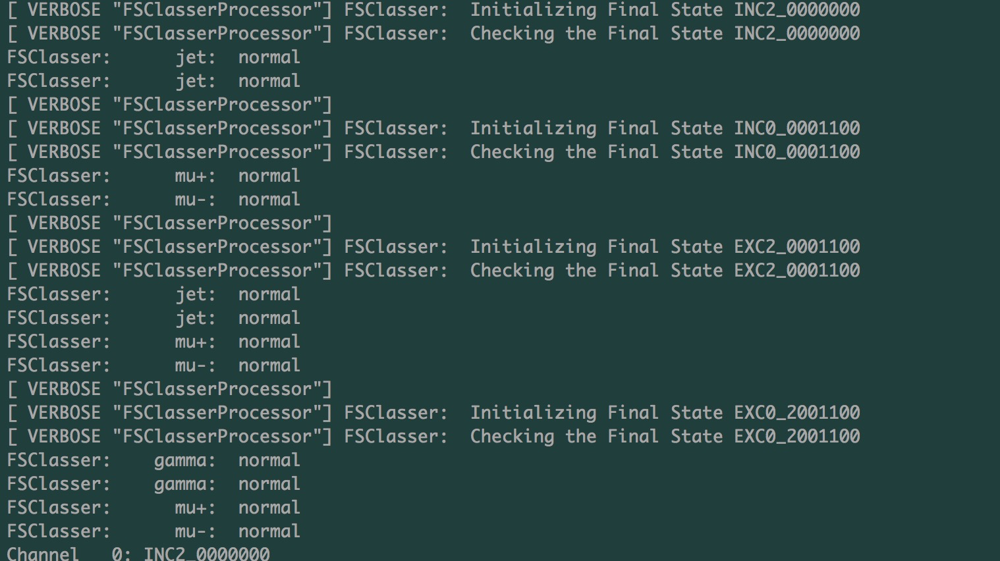 [ VERBOSE "FSClasserProcessor"] FSClasser:  Initializing Final State INC2_0000000
[ VERBOSE "FSClasserProcessor"] FSClasser:  Checking the Final State INC2_0000000
FSClasser:      jet:  normal
FSClasser:      jet:  normal
[ VERBOSE "FSClasserProcessor"]
[ VERBOSE "FSClasserProcessor"] FSClasser:  Initializing Final State INC0_0001100
[ VERBOSE "FSClasserProcessor"] FSClasser:  Checking the Final State INC0_0001100
FSClasser:      mu+:  normal
FSClasser:      mu-:  normal
[ VERBOSE "FSClasserProcessor"]
[ VERBOSE "FSClasserProcessor"] FSClasser:  Initializing Final State EXC2_0001100
[ VERBOSE "FSClasserProcessor"] FSClasser:  Checking the Final State EXC2_0001100
FSClasser:      jet:  normal
FSClasser:      jet:  normal
FSClasser:      mu+:  normal
FSClasser:      mu-:  normal
[ VERBOSE "FSClasserProcessor"]
[ VERBOSE "FSClasserProcessor"] FSClasser:  Initializing Final State EXC0_2001100
[ VERBOSE "FSClasserProcessor"] FSClasser:  Checking the Final State EXC0_2001100
FSClasser:    gamma:  normal
FSClasser:    gamma:  normal
FSClasser:      mu+:  normal
FSClasser:      mu-:  normal
Channel   0: INC2_0000000